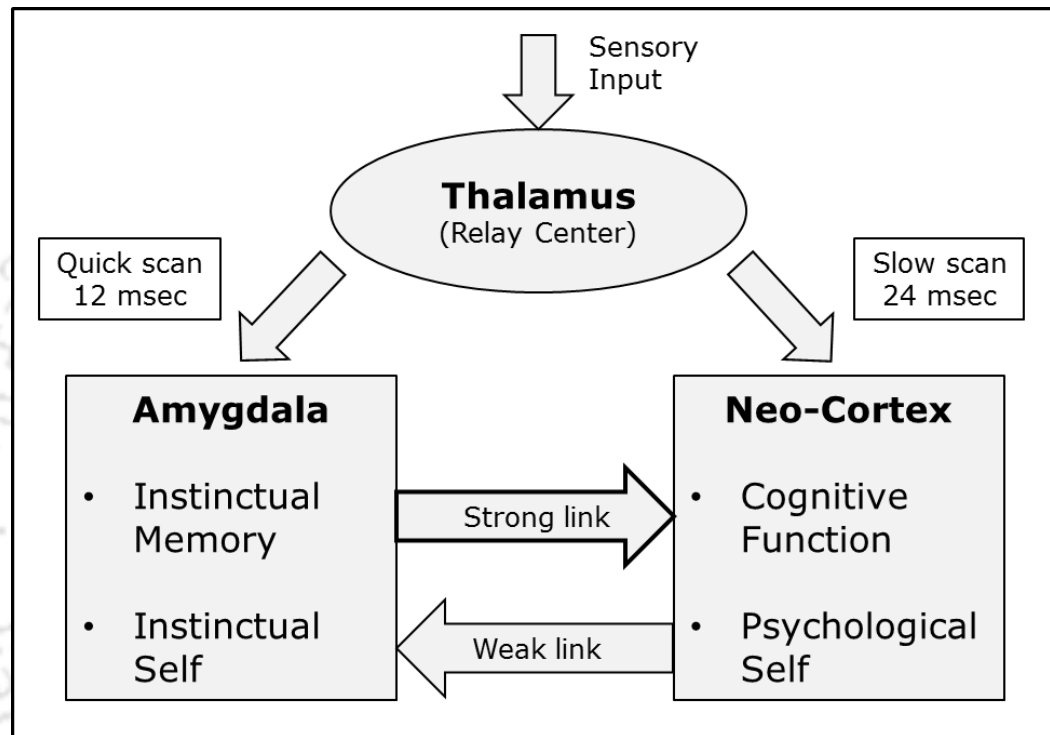 Sensory
Input
Thalamus
(Relay Center)
Quick scan
12 msec
Slow scan
24 msec
Amygdala
• Instinctual
Memory
• Instinctual
Self
Strong link
Weak link
Neo-Cortex
• Cognitive
Function
• Psychological
Self